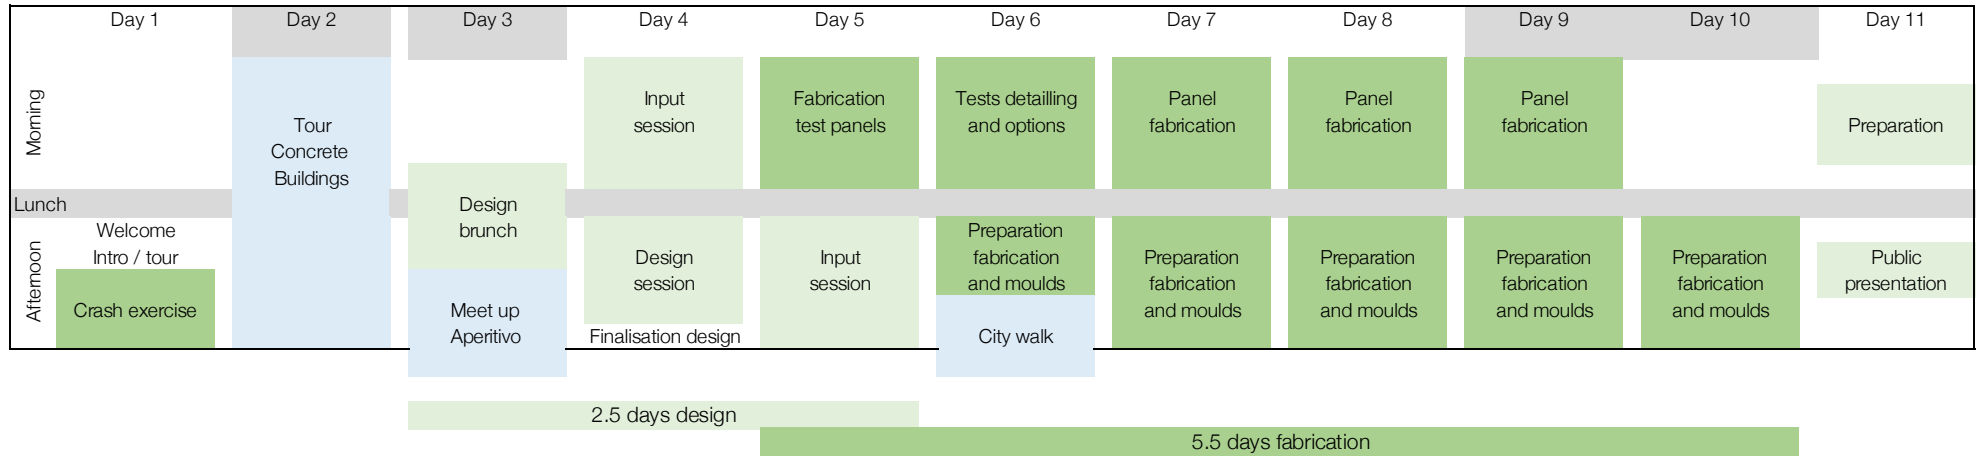 Day 1
Day 2
Day 3
Day 4
Day 5
Day 6
Day 7
Day 8
Day 9
Day 10
Day 11
Morning
Tour
Concrete
Buildings
Input
session
Fabrication
test panels
Tests detailling
and options
Panel
fabrication
Panel
fabrication
Panel
fabrication
Preparation
Lunch
Design
brunch
Afternoon
Welcome
Intro / tour
Crash exercise
Meet up
Aperitivo
Design
session
Finalisation design
Input
session
Preparation
fabrication
and moulds
City walk
Preparation
fabrication
and moulds
Preparation
fabrication
and moulds
Preparation
fabrication
and moulds
Preparation
fabrication
and moulds
Public
presentation
2.5 days design
5.5 days fabrication